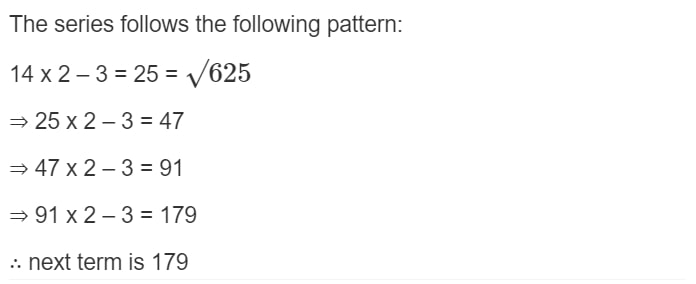 The series follows the following pattern:
14 x 2 – 3 = 25 = √625
⇒ 25 x 2 – 3 = 47
⇒ 47 x 2 – 3 = 91
⇒ 91 x 2 – 3 = 179
∴ next term is 179